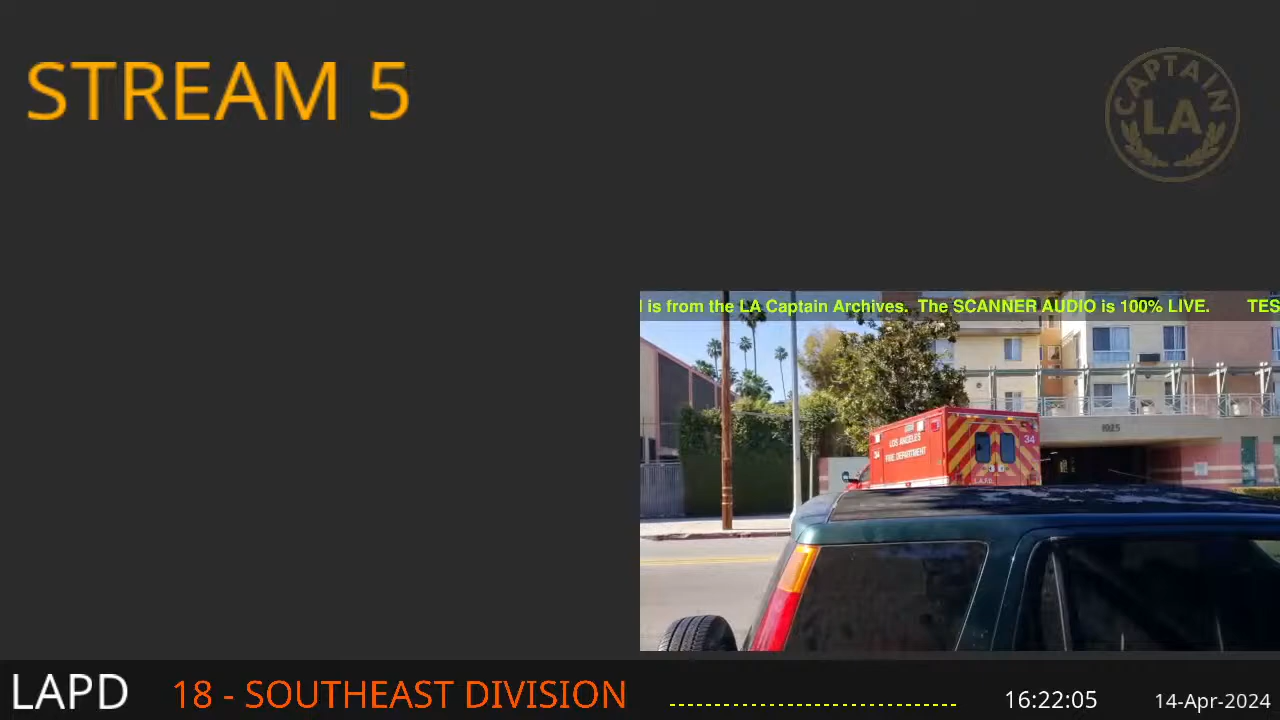 STREAM 5
CAPTAIN
LA
l is from the LA Captain Archives. The SCANNER AUDIO is 100% LIVE. TES
1025
LOS ANGELES
FIRE DEPARTMENT
34
34
L.A.F.D.
LAPD 18 - SOUTHEAST DIVISION 16:22:05 14-Apr-2024